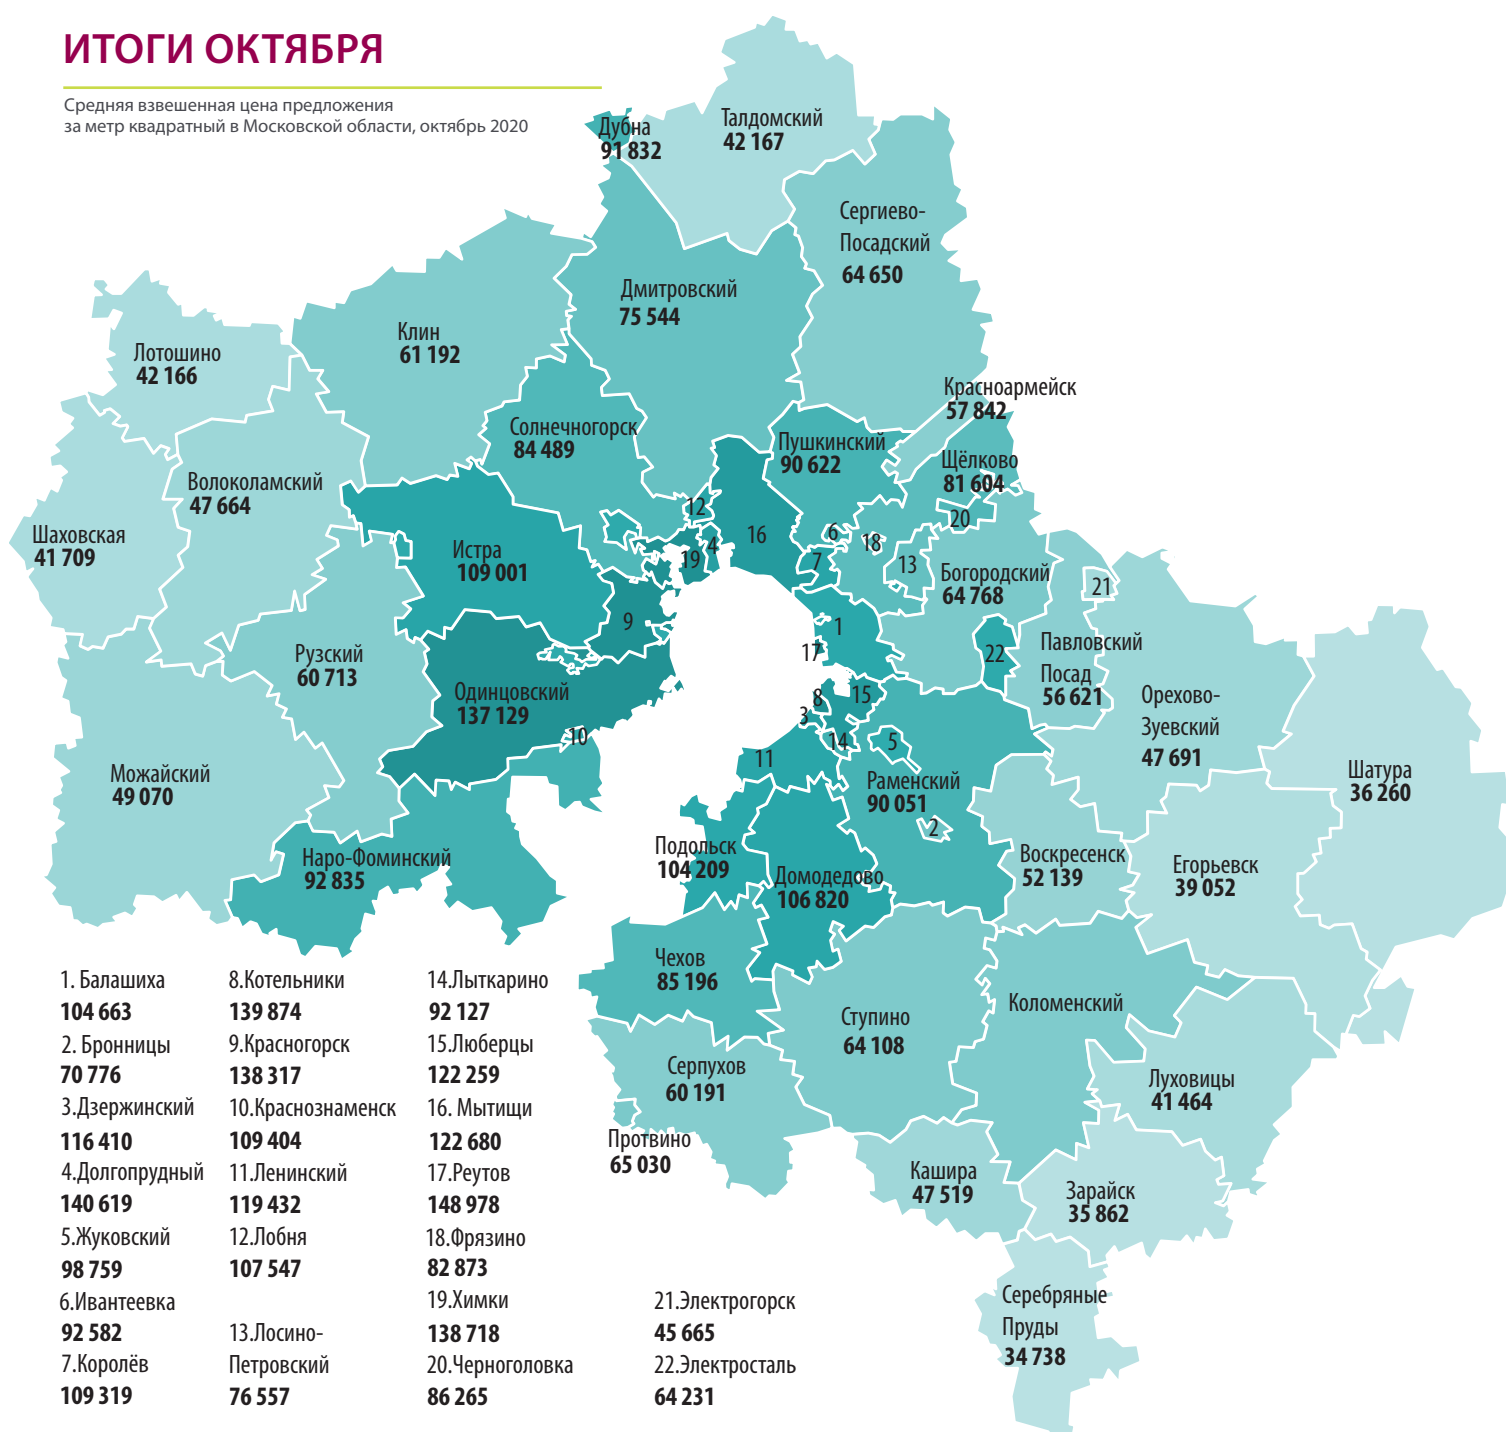 ИТОГИ ОКТЯБРЯ
Средняя взвешенная цена предложения
за метр квадратный в Московской области, октябрь 2020
Дубна
91 832
Талдомский
42 167
Сергиево-
Посадский
64 650
Дмитровский
75 544
Клин
61 192
Лотошино
42 166
Красноармейск
57 842
Солнечногорск
84 489
Пушкинский
90 622
Щёлково
81 604
Волоколамский
47 664
Шаховская
41 709
Истра
109 001
12
16
4
19
6
18
7
13
20
Богородский
64 768
21
9
1
17
22
Рузский
60 713
Павловский
Посад
56 621
Одинцовский
137 129
10
8
15
3
14
5
11
Орехово-
Зуевский
47 691
Можайский
49 070
Шатура
36 260
Раменский
90 051
2
Наро-Фоминский
92 835
Подольск
104 209
Домодедово
106 820
Воскресенск
52 139
Егорьевск
39 052
Чехов
85 196
Ступино
64 108
Коломенский
Серпухов
60 191
Луховицы
41 464
Протвино
65 030
Кашира
47 519
Зарайск
35 862
Серебряные
Пруды
34 738
1. Балашиха
104 663
2. Бронницы
70 776
3.Дзержинский
116 410
4.Долгопрудный
140 619
5.Жуковский
98 759
6.Ивантеевка
92 582
7.Королёв
109 319
8.Котельники
139 874
9.Красногорск
138 317
10.Краснознаменск
109 404
11.Ленинский
119 432
12.Лобня
107 547
13.Лосино-
Петровский
76 557
14.Лыткарино
92 127
15.Люберцы
122 259
16. Мытищи
122 680
17.Реутов
148 978
18.Фрязино
82 873
19.Химки
138 718
20.Черноголовка
86 265
21.Электрогорск
45 665
22.Электросталь
64 231